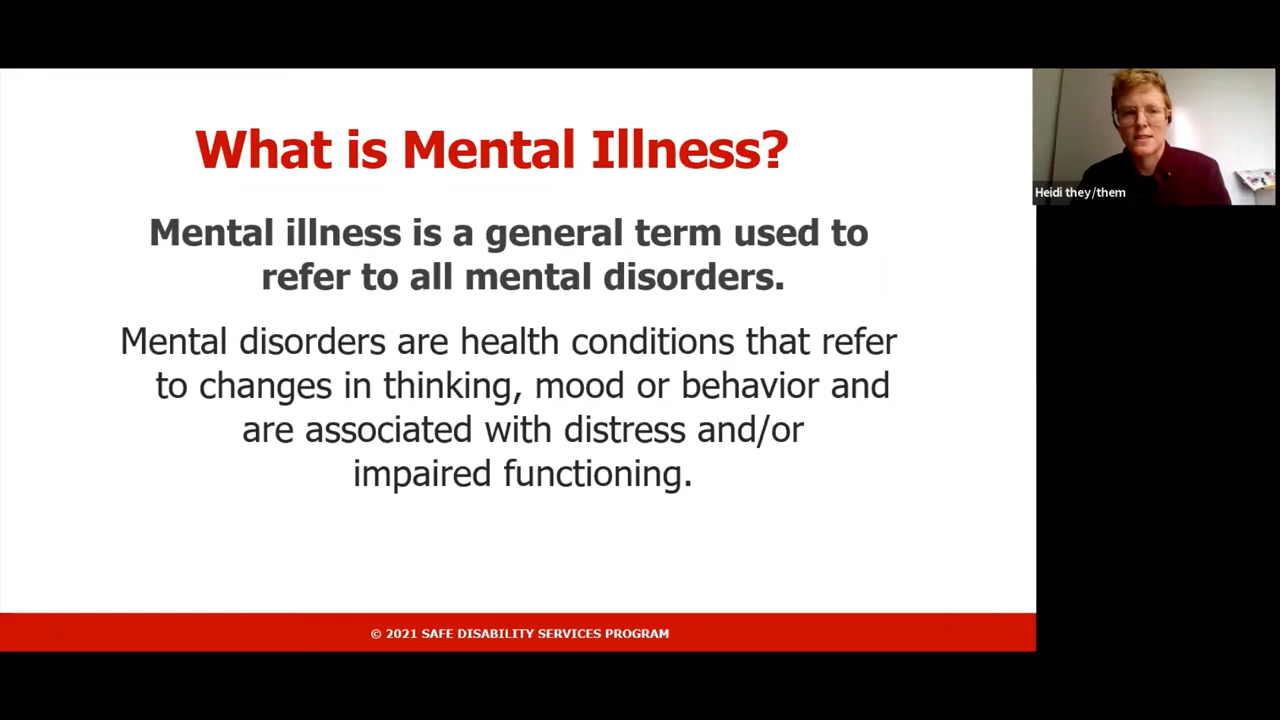 What is Mental Illness?
Mental illness is a general term used to
refer to all mental disorders.
Mental disorders are health conditions that refer
to changes in thinking, mood or behavior and
are associated with distress and/or
impaired functioning.
© 2021 SAFE DISABILITY SERVICES PROGRAM
Heidi they/them